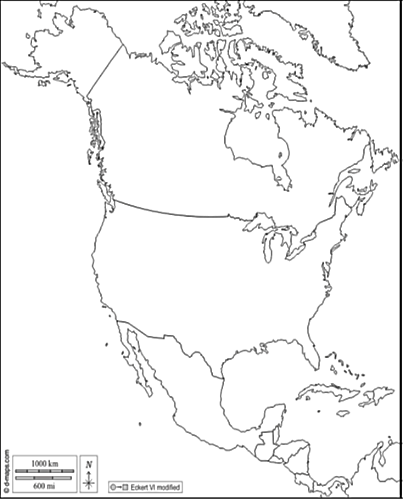 © d-maps.com
1000 km
600 mi
N
Eckert VI modified